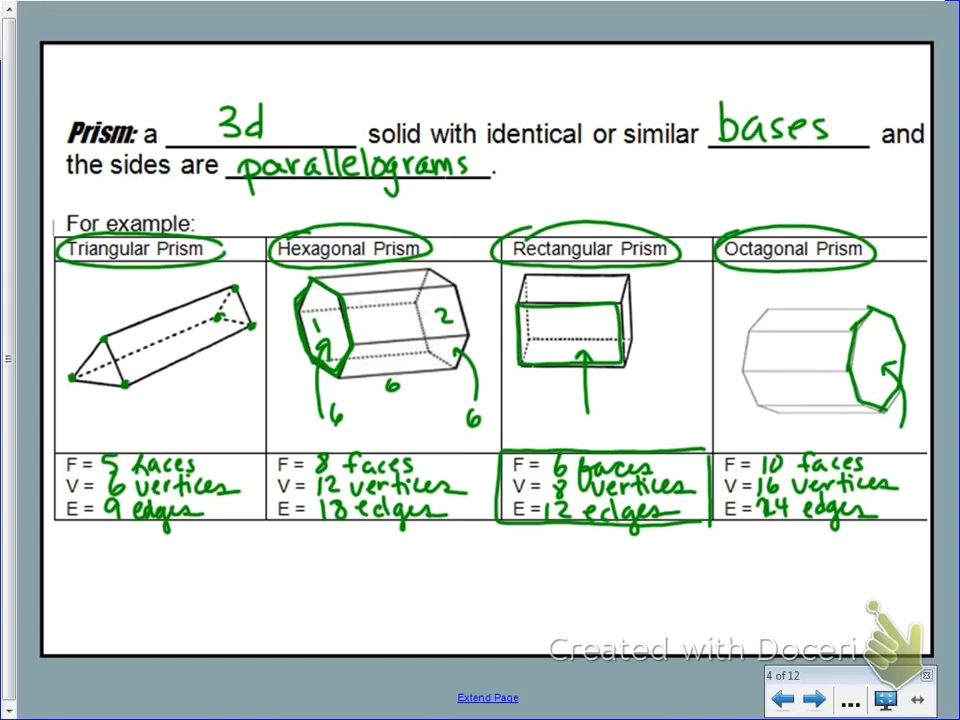 Prism: a 3d solid with identical or similar bases and
the sides are parallelograms.
For example:
Triangular Prism Hexagonal Prism Rectangular Prism Octagonal Prism
1 2
6 6 6
F = 5 faces F = 8 faces F = 6 faces F = 10 faces
V = 6 vertices V = 12 vertices V = 8 vertices V = 16 vertices
E = 9 edges E = 18 edges E = 12 edges E = 24 edges
Created with Doceri
4 of 12
Extend Page
...